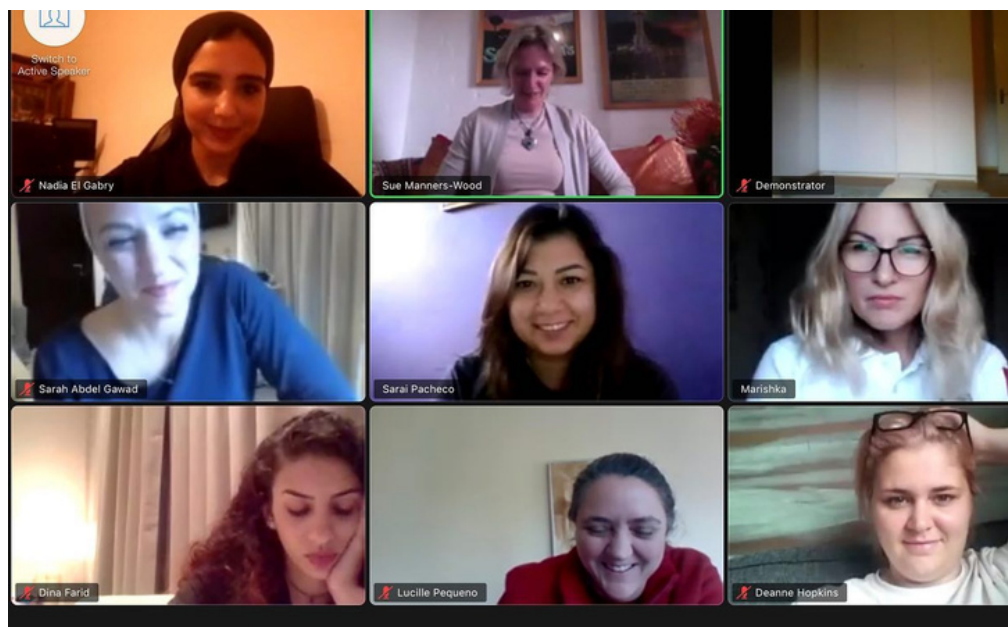 Switch to
Active Speaker
Nadia El Gabry
Sue Manners-Wood
Demonstrator
Sarah Abdel Gawad
Sarai Pacheco
Marishka
Dina Farid
Lucille Pequeno
Deanne Hopkins